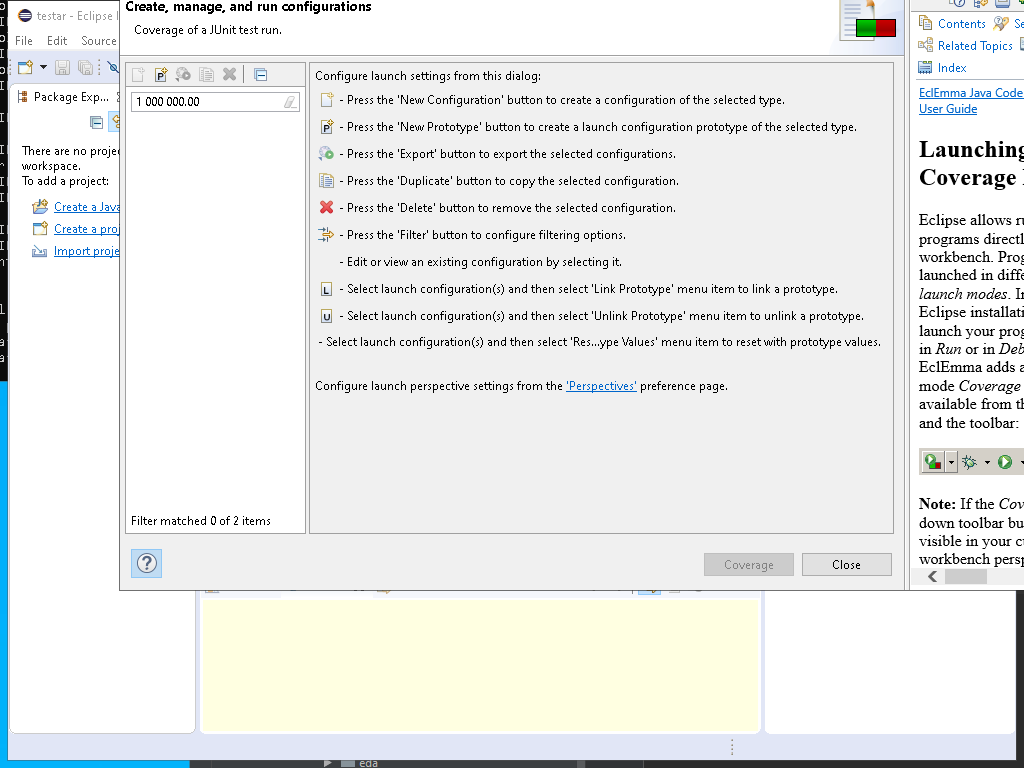 testar - Eclipse I
File Edit Source
Package Exp...
There are no proje
workspace.
To add a project:
Create a Java
Create a proj
Import proje
Create, manage, and run configurations
Coverage of a JUnit test run.
1 000 000.00
Filter matched 0 of 2 items
Configure launch settings from this dialog:
- Press the 'New Configuration' button to create a configuration of the selected type.
- Press the 'New Prototype' button to create a launch configuration prototype of the selected type.
- Press the 'Export' button to export the selected configurations.
- Press the 'Duplicate' button to copy the selected configuration.
- Press the 'Delete' button to remove the selected configuration.
- Press the 'Filter' button to configure filtering options.
- Edit or view an existing configuration by selecting it.
- Select launch configuration(s) and then select 'Link Prototype' menu item to link a prototype.
- Select launch configuration(s) and then select 'Unlink Prototype' menu item to unlink a prototype.
- Select launch configuration(s) and then select 'Res...ype Values' menu item to reset with prototype values.
Configure launch perspective settings from the 'Perspectives' preference page.
Coverage Close
Contents Se
Related Topics
Index
EclEmma Java Code
User Guide
Launching
Coverage
Eclipse allows ru
programs directl
workbench. Prog
launched in diffe
launch modes. In
Eclipse installati
launch your prog
in Run or in Deb
EclEmma adds a
mode Coverage
available from th
and the toolbar:
Note: If the Cov
down toolbar bu
visible in your cu
workbench persp
eda